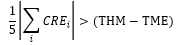 1/5 |∑_i CRE_i| > (THM − TME)